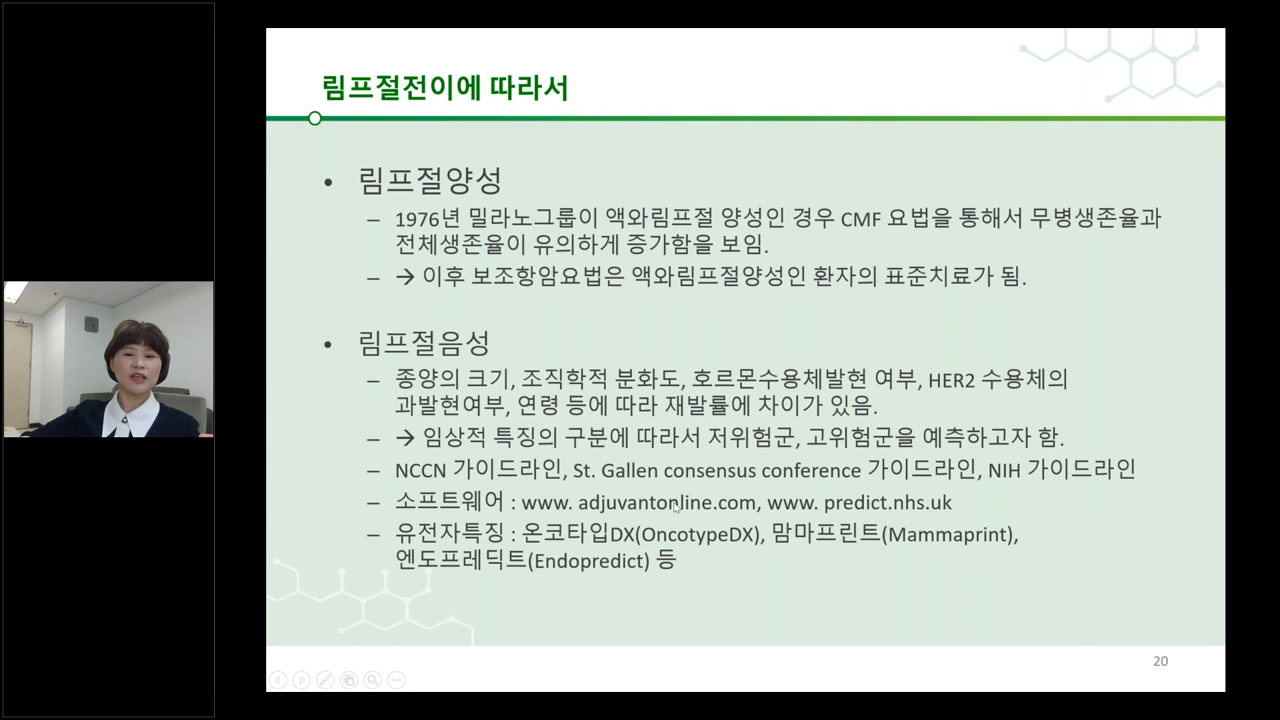 림프절전이에 따라서
• 림프절양성
– 1976년 밀라노그룹이 액와림프절 양성인 경우 CMF 요법을 통해서 무병생존율과
전체생존율이 유의하게 증가함을 보임.
– → 이후 보조항암요법은 액와림프절양성인 환자의 표준치료가 됨.
• 림프절음성
– 종양의 크기, 조직학적 분화도, 호르몬수용체발현 여부, HER2 수용체의
과발현여부, 연령 등에 따라 재발률에 차이가 있음.
– → 임상적 특징의 구분에 따라서 저위험군, 고위험군을 예측하고자 함.
– NCCN 가이드라인, St. Gallen consensus conference 가이드라인, NIH 가이드라인
– 소프트웨어 : www. adjuvantonline.com, www. predict.nhs.uk
– 유전자특징 : 온코타입DX(OncotypeDX), 맘마프린트(Mammaprint),
엔도프레딕트(Endopredict) 등
20